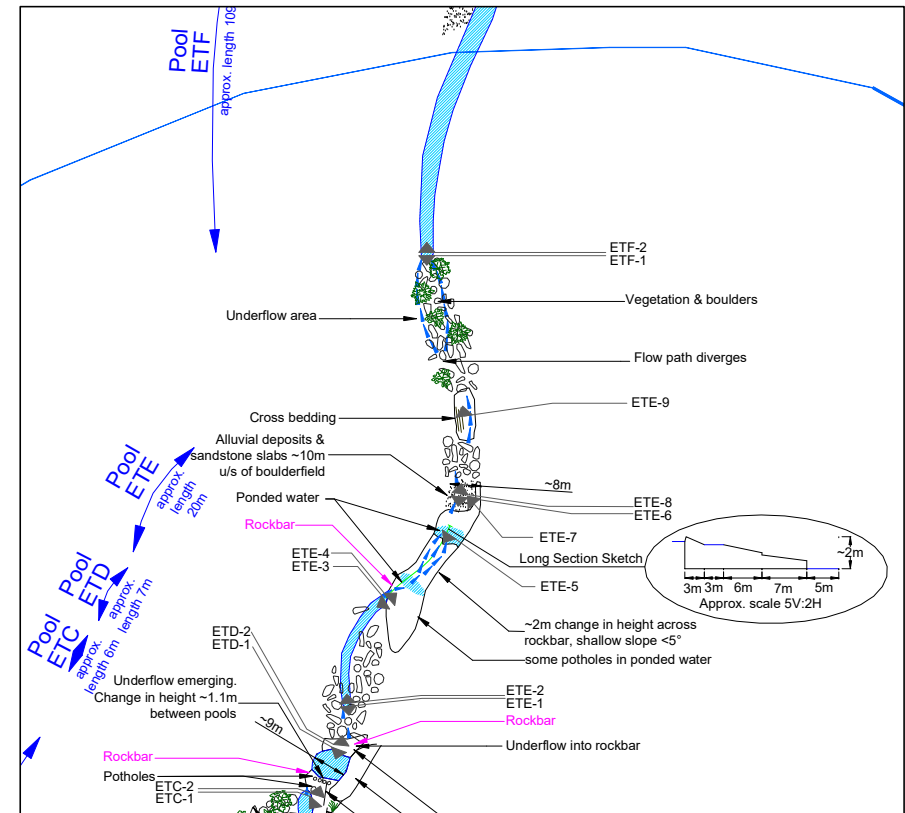 Pool
ETF
approx. length 109
ETF-2
ETF-1
Underflow area
Vegetation & boulders
Flow path diverges
ETE-9
Cross bedding
Alluvial deposits &
sandstone slabs ~10m
u/s of boulderfield
~8m
ETE-8
ETE-6
Pool
ETE
approx.
length
20m
Ponded water
Rockbar
ETE-7
Long Section Sketch
~2m
3m
3m
6m
7m
5m
Approx. scale 5V:2H
ETE-4
ETE-3
ETE-5
Pool
ETD
approx.
length 7m
~2m change in height across
rockbar, shallow slope <5°
some potholes in ponded water
Pool
ETC
approx.
length 6m
ETD-2
ETD-1
Underflow emerging.
Change in height ~1.1m
between pools
ETE-2
ETE-1
Rockbar
~9m
Underflow into rockbar
Rockbar
Potholes
ETC-2
ETC-1